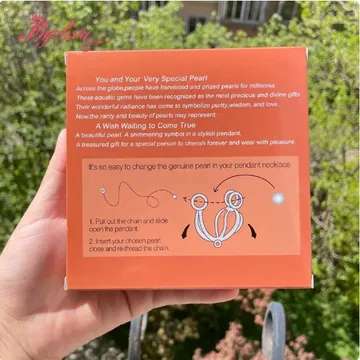 You and Your Very Special Pearl
Across the globe,people have treasured and prized pearls for millennia.
These aquatic gems have been recognized as the most precious and divine gifts
Their wonderful radiance has come to symbolize purity,wisdom, and love.
Now the rarity and beauty of pearls may represent.
A Wish Waiting to Come True
A beautiful pearl. A shimmering symbol in a stylish pendant.
A treasured gift for a special person to cherish forever and wear with pleasure.
It's so easy to change the genuine pearl in your pendant necklace.
1. Pull out the chain and slide
open the pendant.
2. Insert your chosen pearl,
close and re-thread the chain.